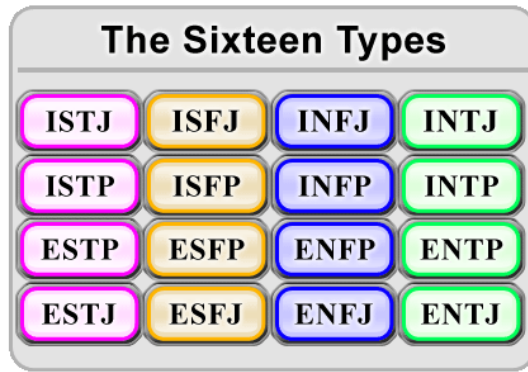 The Sixteen Types
ISTJ ISFJ INFJ INTJ
ISTP ISFP INFP INTP
ESTP ESFP ENFP ENTP
ESTJ ESFJ ENFJ ENTJ